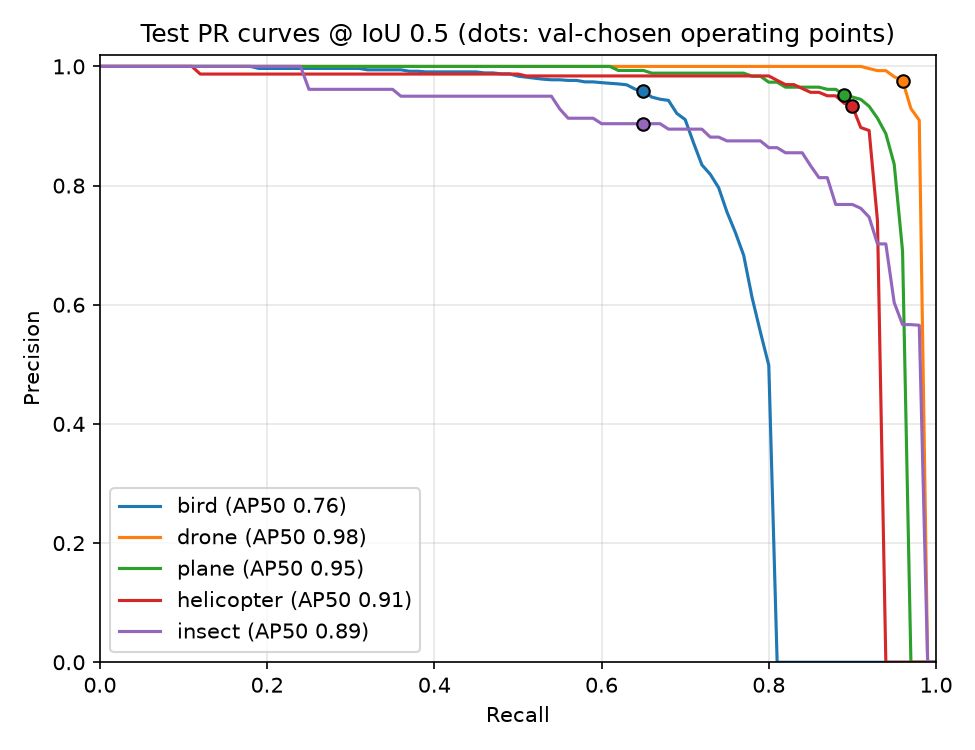 Test PR curves @ IoU 0.5 (dots: val-chosen operating points)
Precision
1.0
0.8
0.6
0.4
0.2
0.0
bird (AP50 0.76)
drone (AP50 0.98)
plane (AP50 0.95)
helicopter (AP50 0.91)
insect (AP50 0.89)
0.0 0.2 0.4 0.6 0.8 1.0
Recall